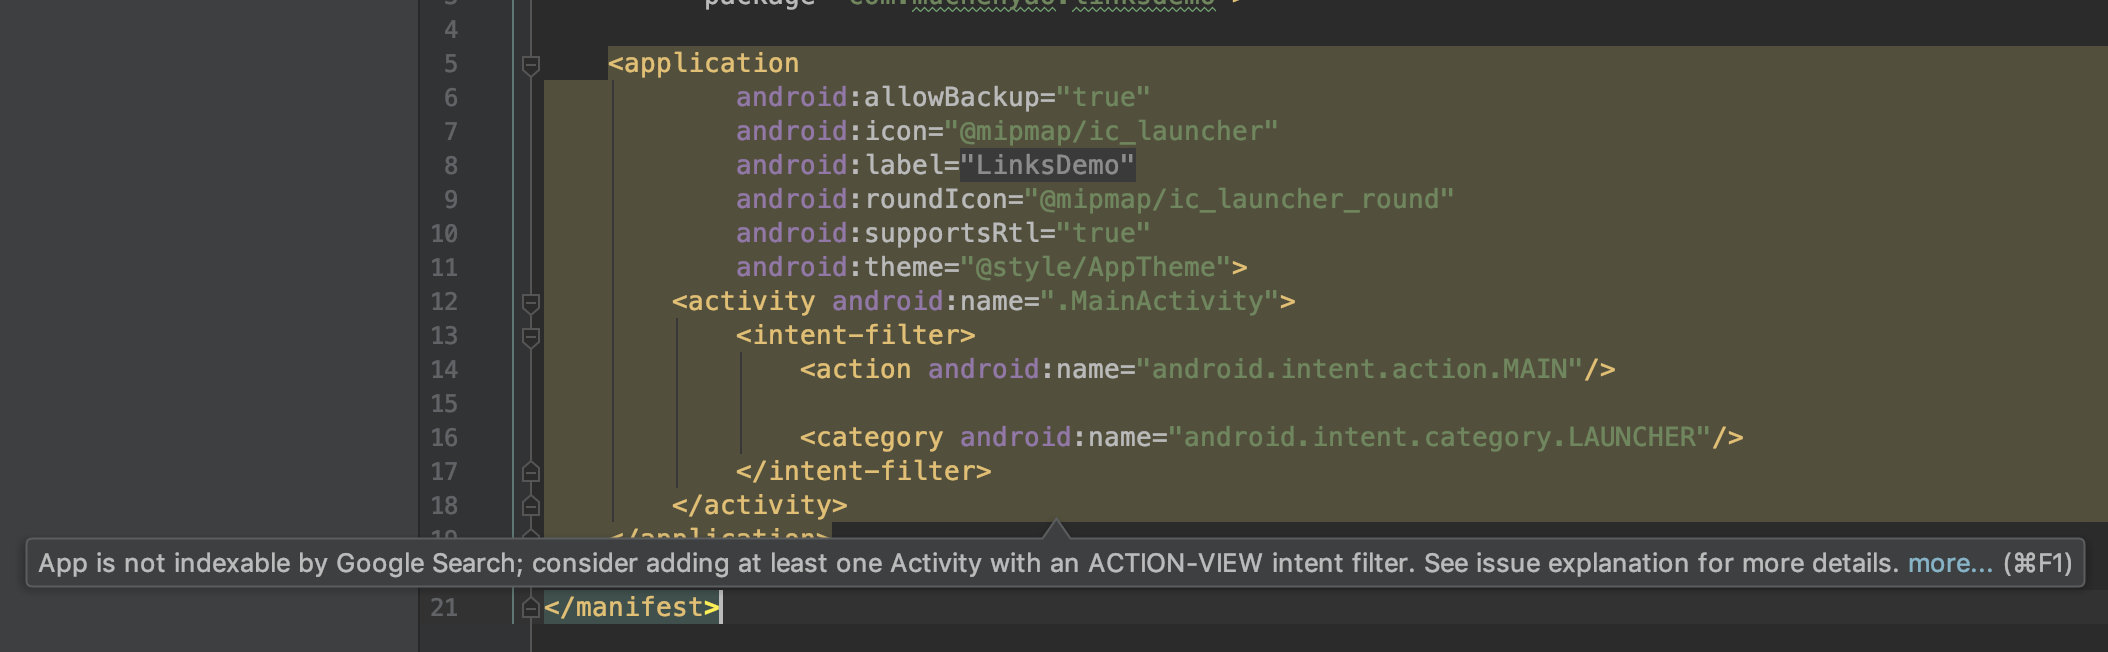 4
5 <application
6 android:allowBackup="true"
7 android:icon="@mipmap/ic_launcher"
8 android:label="LinksDemo"
9 android:roundIcon="@mipmap/ic_launcher_round"
10 android:supportsRtl="true"
11 android:theme="@style/AppTheme">
12 <activity android:name=".MainActivity">
13 <intent-filter>
14 <action android:name="android.intent.action.MAIN"/>
15
16 <category android:name="android.intent.category.LAUNCHER"/>
17 </intent-filter>
18 </activity>
19 </application>
App is not indexable by Google Search; consider adding at least one Activity with an ACTION-VIEW intent filter. See issue explanation for more details. more... (⌘F1)
21 </manifest>